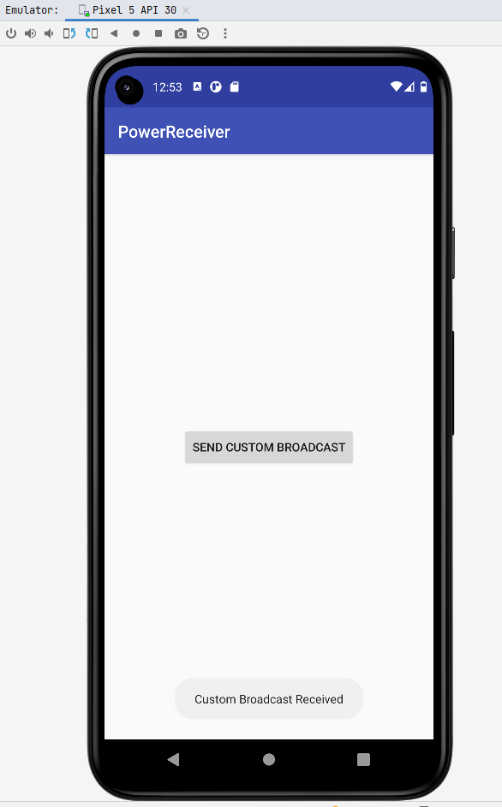 Emulator: Pixel 5 API 30
12:53
PowerReceiver
SEND CUSTOM BROADCAST
Custom Broadcast Received